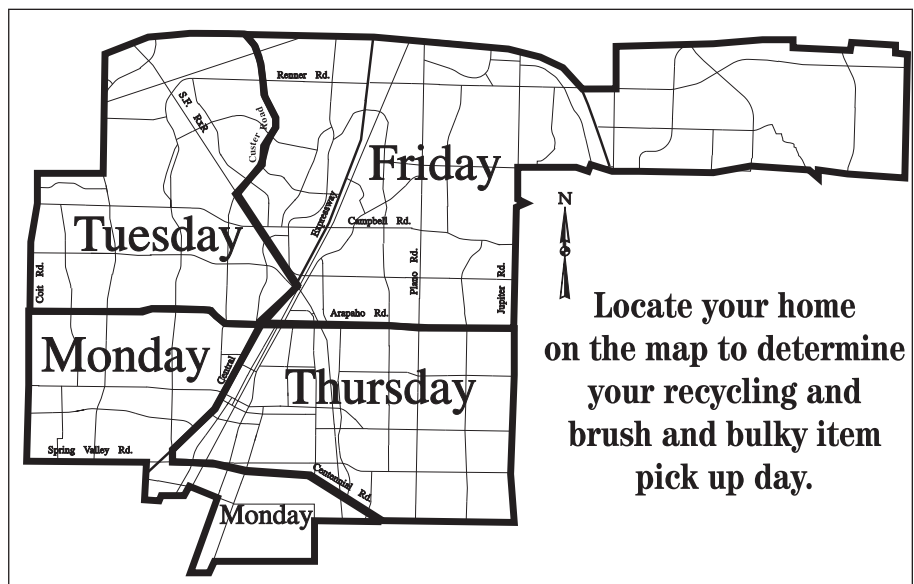 Renner Rd.
S.F. RxR
Custer Road
Friday
N
Expressway
Campbell Rd.
Tuesday
Coit Rd.
Plano Rd.
Jupiter Rd.
Arapaho Rd.
Locate your home
on the map to determine
your recycling and
brush and bulky item
pick up day.
Monday
Central
Thursday
Spring Valley Rd.
Centennial Rd.
Monday